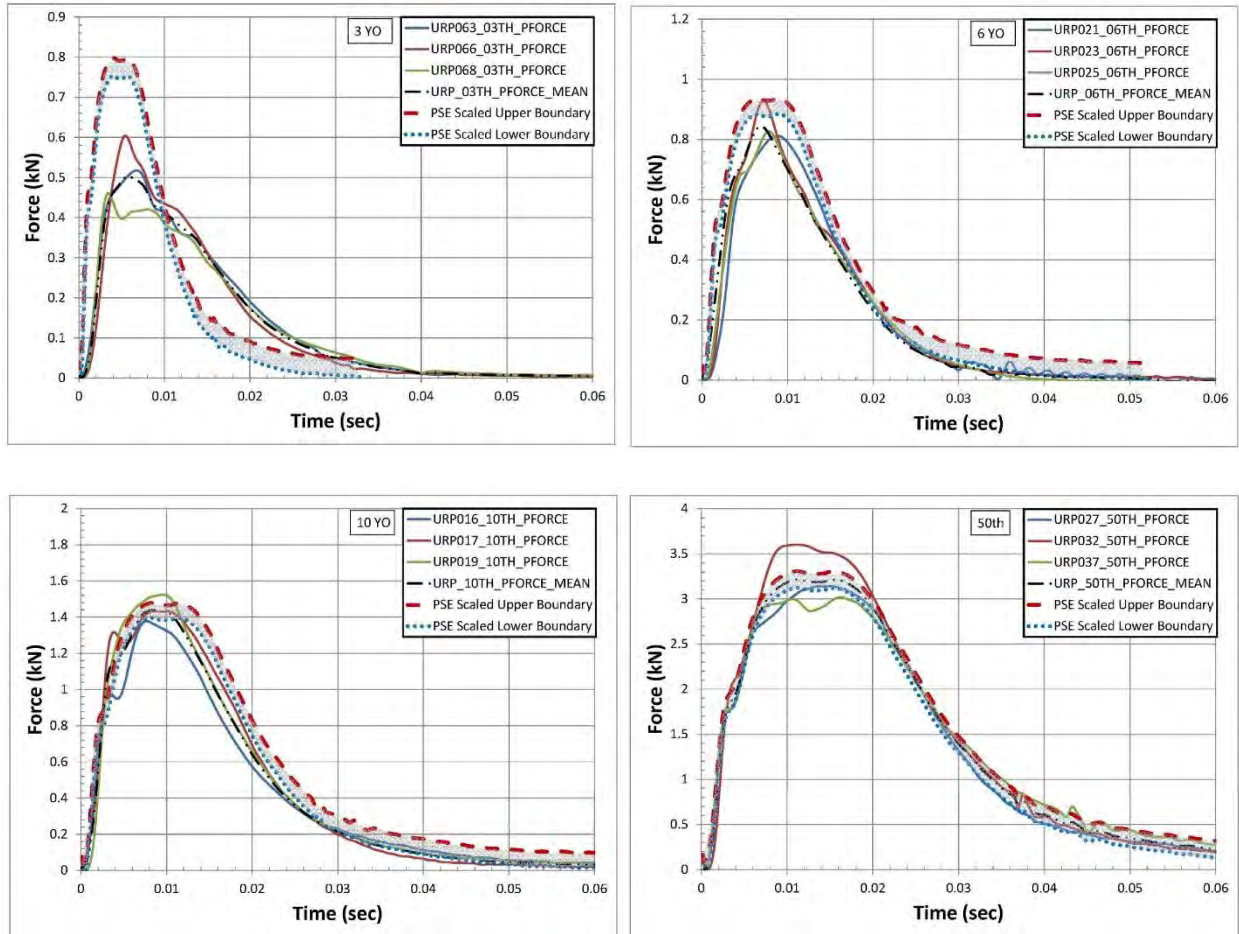 3 YO
URP063_03TH_PFORCE
URP066_03TH_PFORCE
URP068_03TH_PFORCE
URP_03TH_PFORCE_MEAN
PSE Scaled Upper Boundary
PSE Scaled Lower Boundary
Force (kN)
0.9
0.8
0.7
0.6
0.5
0.4
0.3
0.2
0.1
0
0 0.01 0.02 0.03 0.04 0.05 0.06
Time (sec)
6 YO
URP021_06TH_PFORCE
URP023_06TH_PFORCE
URP025_06TH_PFORCE
URP_06TH_PFORCE_MEAN
PSE Scaled Upper Boundary
PSE Scaled Lower Boundary
Force (kN)
1.2
1
0.8
0.6
0.4
0.2
0
0 0.01 0.02 0.03 0.04 0.05 0.06
Time (sec)
10 YO
URP016_10TH_PFORCE
URP017_10TH_PFORCE
URP019_10TH_PFORCE
URP_10TH_PFORCE_MEAN
PSE Scaled Upper Boundary
PSE Scaled Lower Boundary
Force (kN)
2
1.8
1.6
1.4
1.2
1
0.8
0.6
0.4
0.2
0
0 0.01 0.02 0.03 0.04 0.05 0.06
Time (sec)
50th
URP027_50TH_PFORCE
URP032_50TH_PFORCE
URP037_50TH_PFORCE
URP_50TH_PFORCE_MEAN
PSE Scaled Upper Boundary
PSE Scaled Lower Boundary
Force (kN)
4
3.5
3
2.5
2
1.5
1
0.5
0
0 0.01 0.02 0.03 0.04 0.05 0.06
Time (sec)